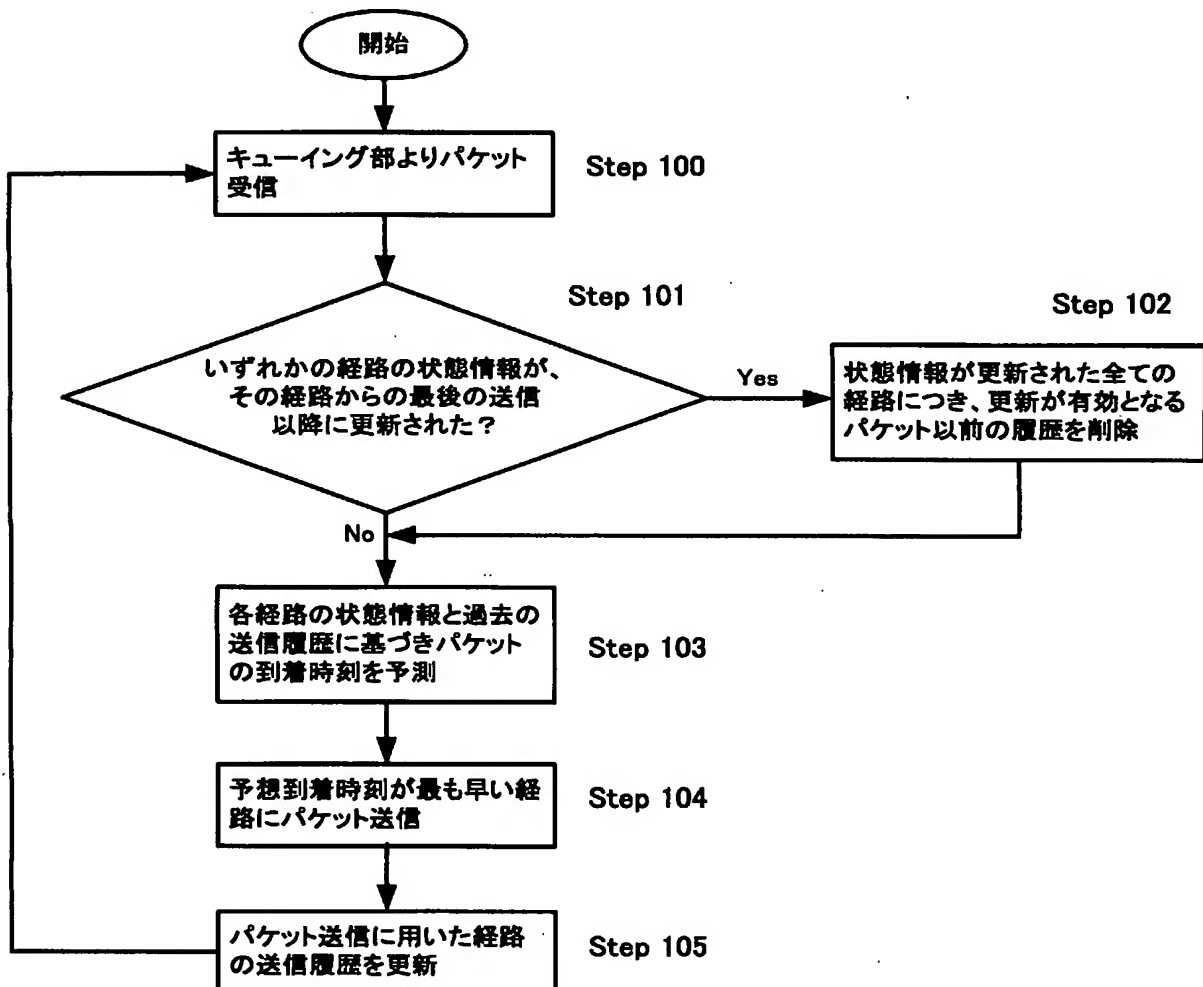 開始
キューイング部よりパケット
受信
Step 100
Step 101
いずれかの経路の状態情報が、
その経路からの最後の送信
以降に更新された？
Yes
Step 102
状態情報が更新された全ての
経路につき、更新が有効となる
パケット以前の履歴を削除
No
各経路の状態情報と過去の
送信履歴に基づきパケット
の到着時刻を予測
Step 103
予想到着時刻が最も早い経
路にパケット送信
Step 104
パケット送信に用いた経路
の送信履歴を更新
Step 105